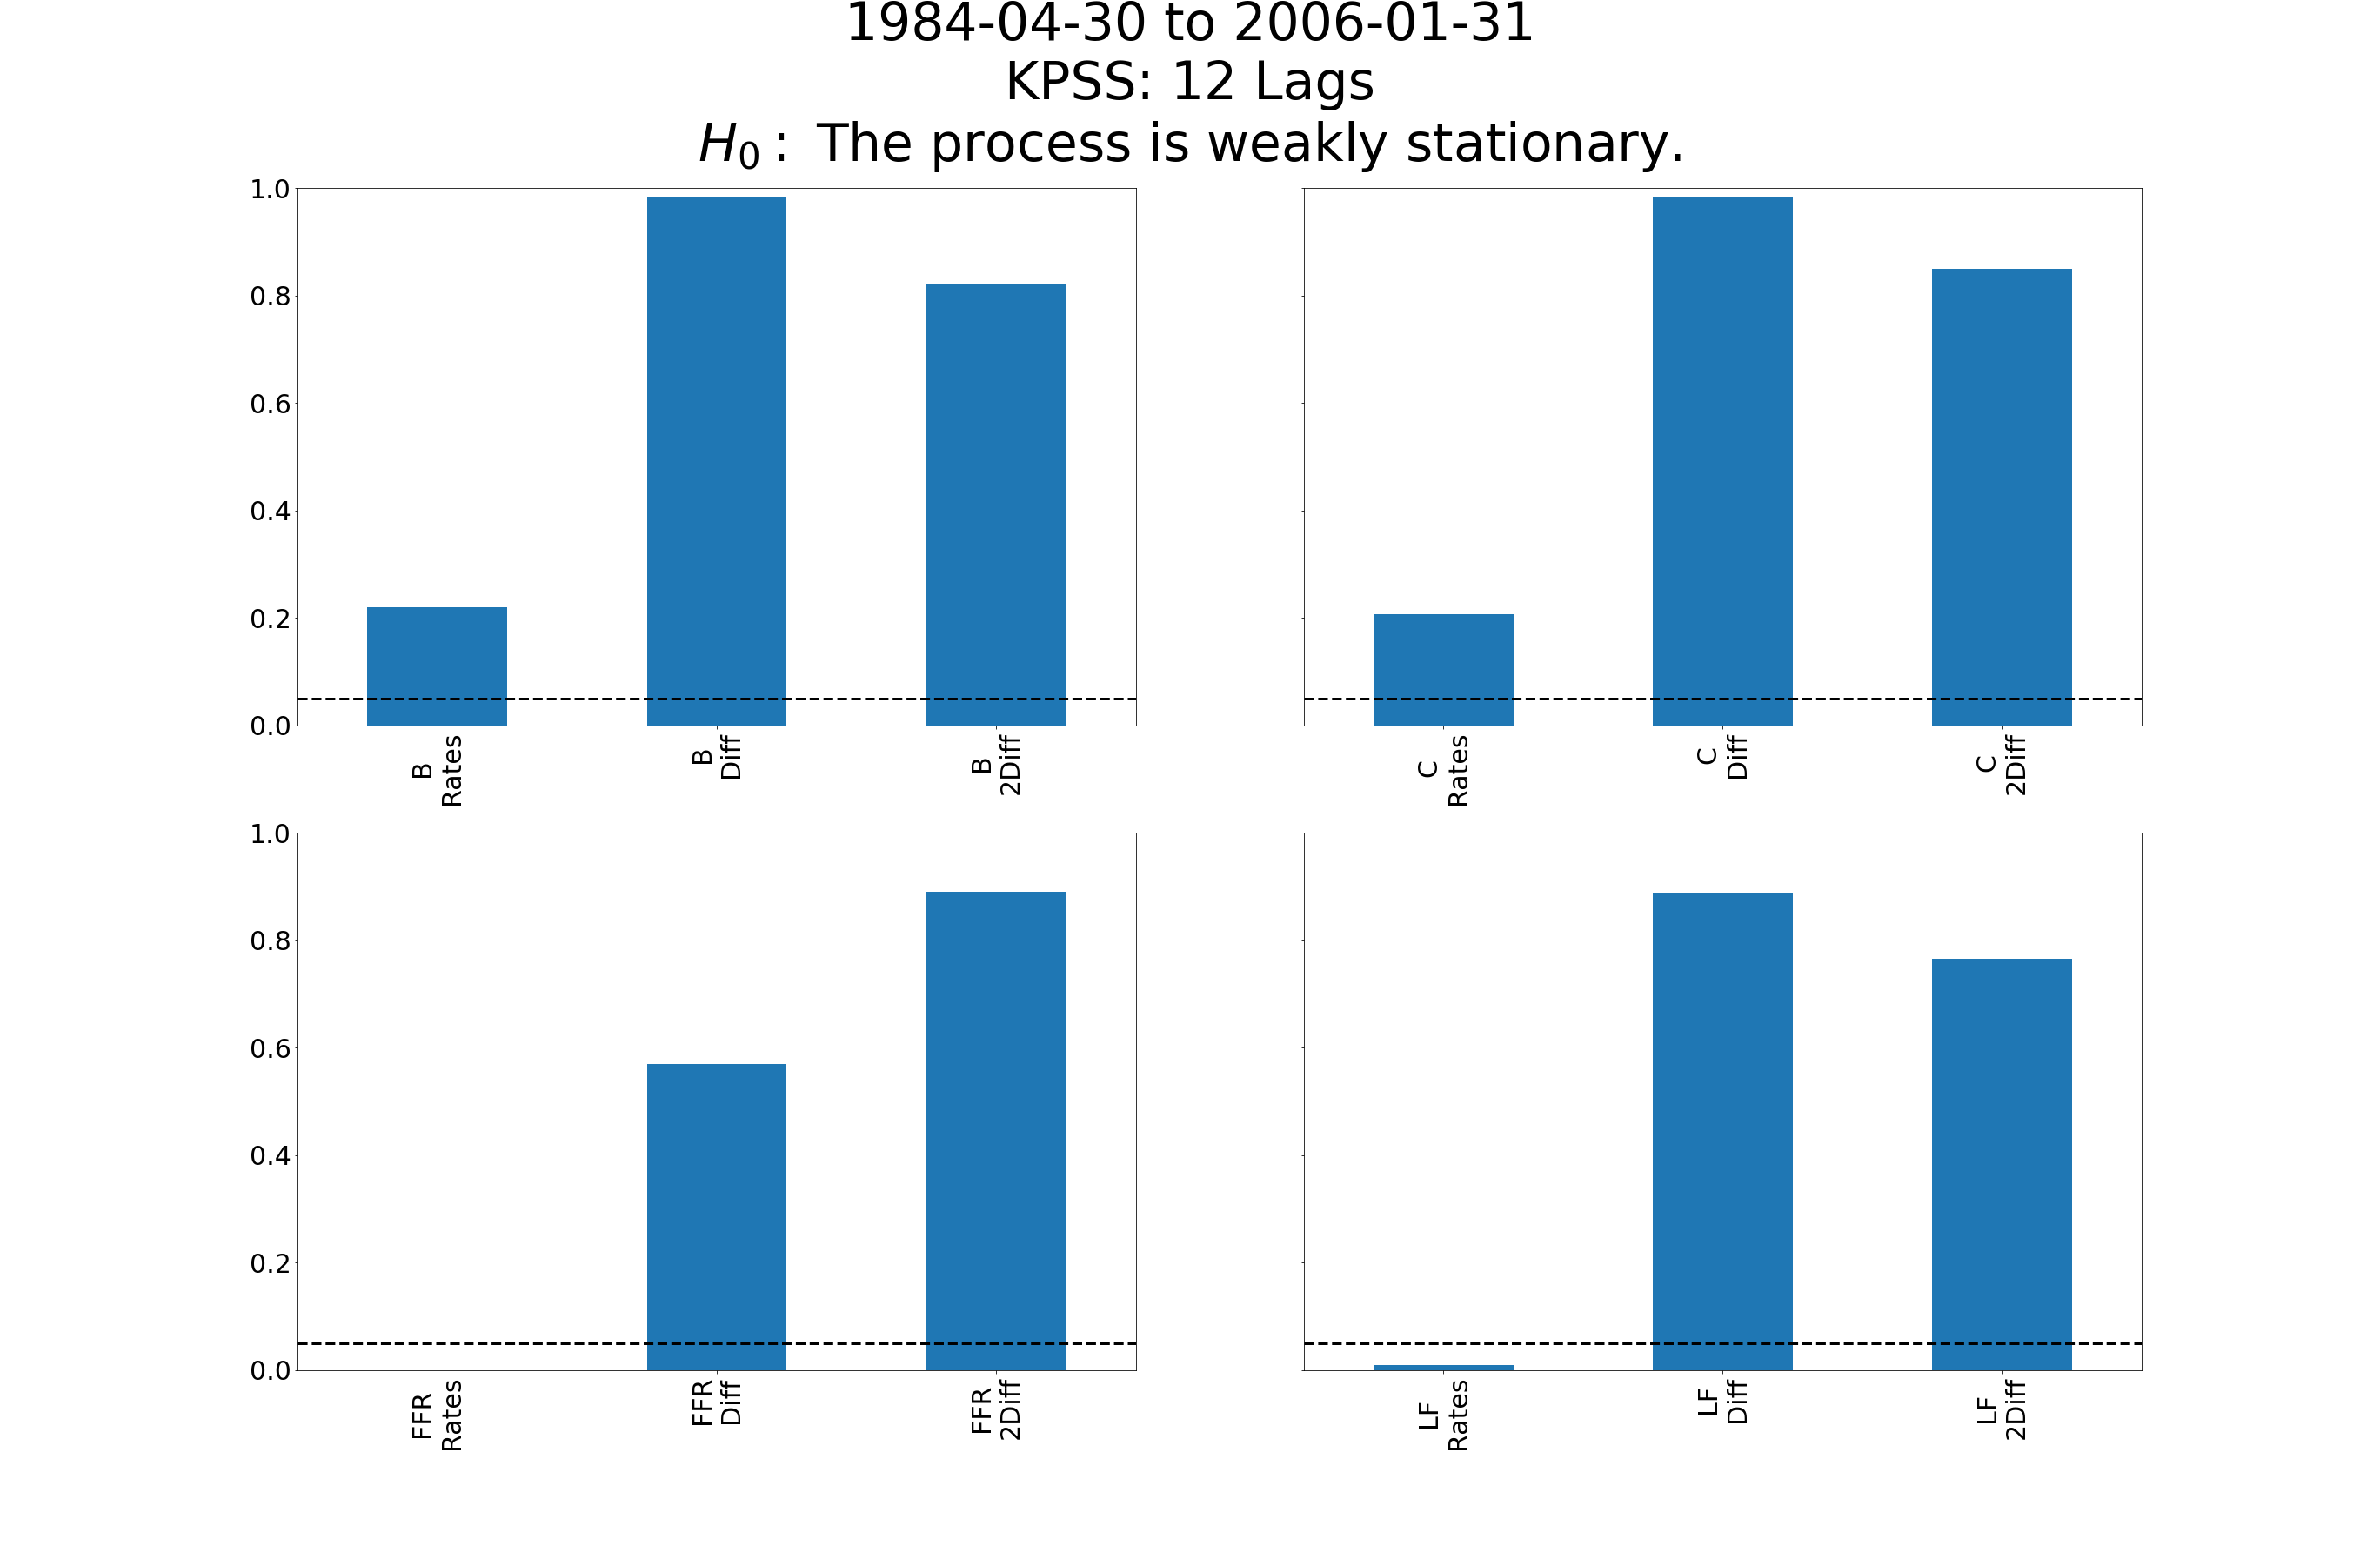 1984-04-30 to 2006-01-31
KPSS: 12 Lags
H₀ : The process is weakly stationary.
1.0
0.8
0.6
0.4
0.2
0.0
B
Rates
B
Diff
B
2Diff
C
Rates
C
Diff
C
2Diff
1.0
0.8
0.6
0.4
0.2
0.0
FFR
Rates
FFR
Diff
FFR
2Diff
LF
Rates
LF
Diff
LF
2Diff